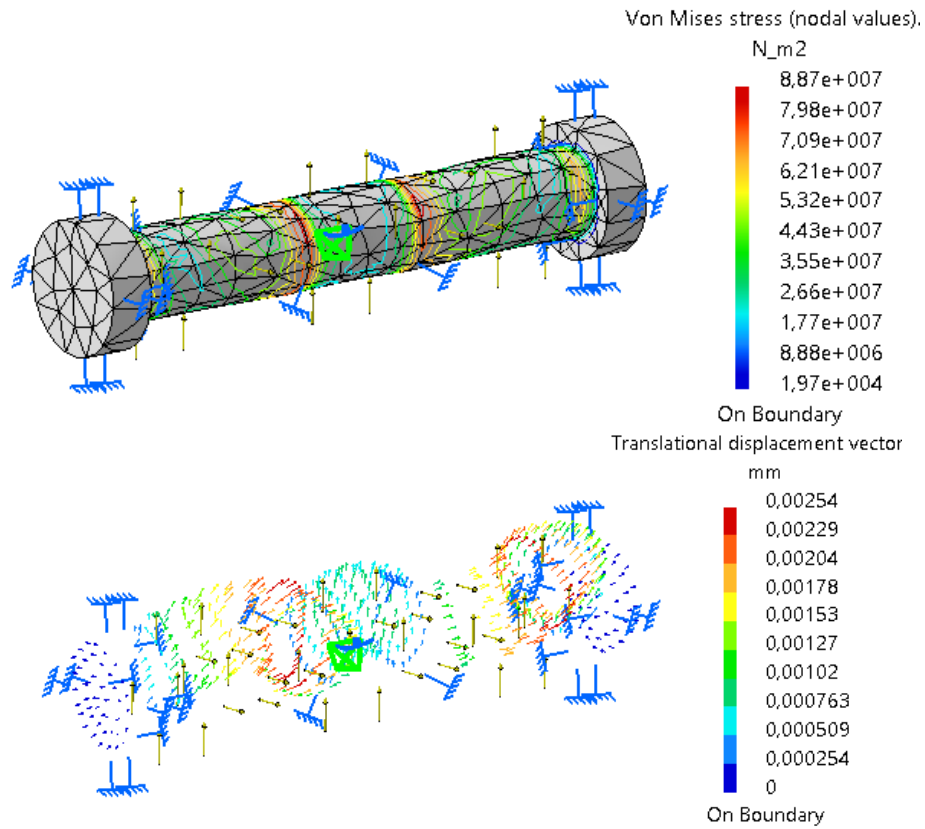 Von Mises stress (nodal values).
N_m2
8,87e+007
7,98e+007
7,09e+007
6,21e+007
5,32e+007
4,43e+007
3,55e+007
2,66e+007
1,77e+007
8,88e+006
1,97e+004
On Boundary
Translational displacement vector
mm
0,00254
0,00229
0,00204
0,00178
0,00153
0,00127
0,00102
0,000763
0,000509
0,000254
0
On Boundary